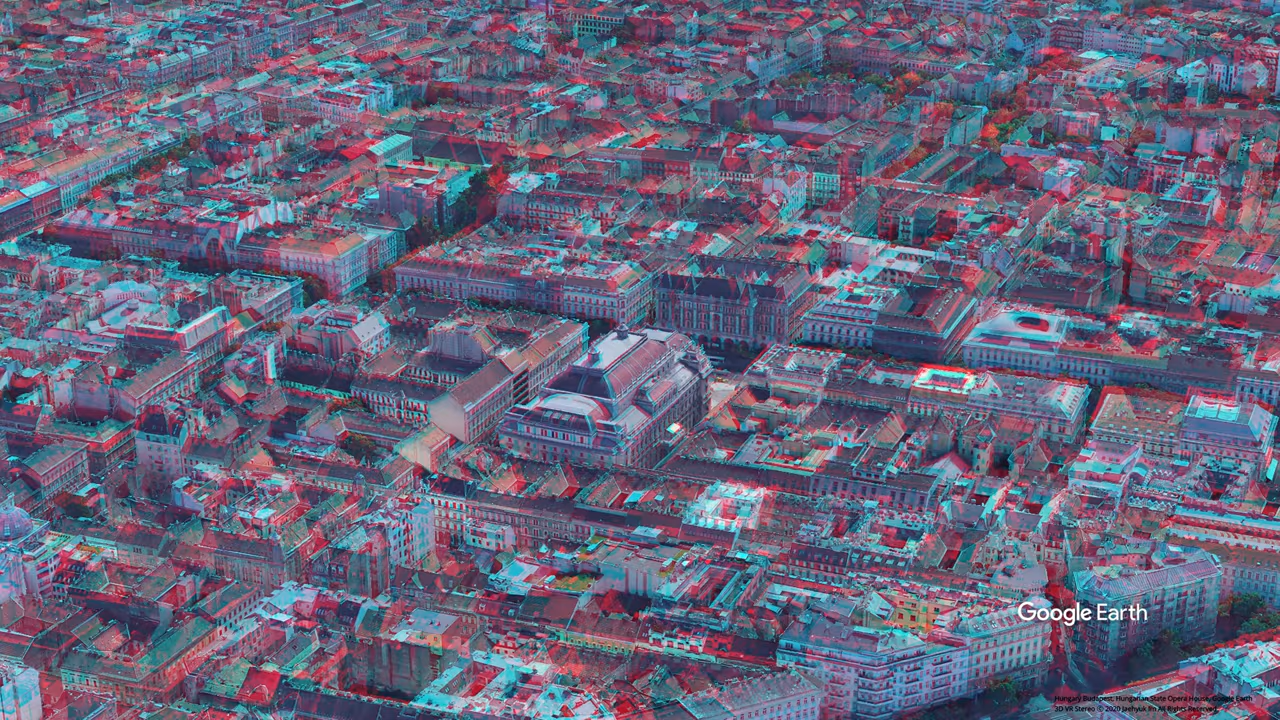 Google Earth
Hungary Budapest, Hungarian State Opera House, Google Earth
3D VR Stereo © 2020 Jaehyuk Im All Rights Reserved